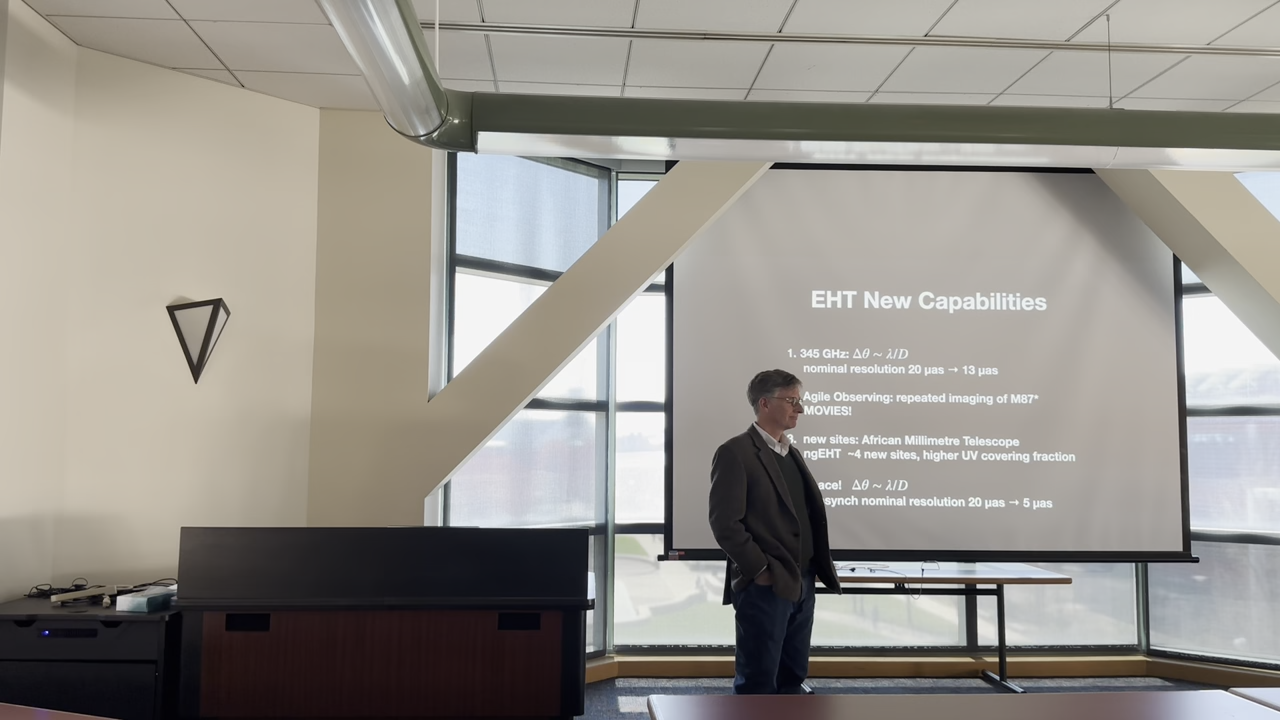 EHT New Capabilities
1. 345 GHz: Δθ ~ λ/D
nominal resolution 20 μas → 13 μas
Agile Observing: repeated imaging of M87*
MOVIES!
3. new sites: African Millimetre Telescope
ngEHT ~4 new sites, higher UV covering fraction
ace! Δθ ~ λ/D
synch nominal resolution 20 μas → 5 μas